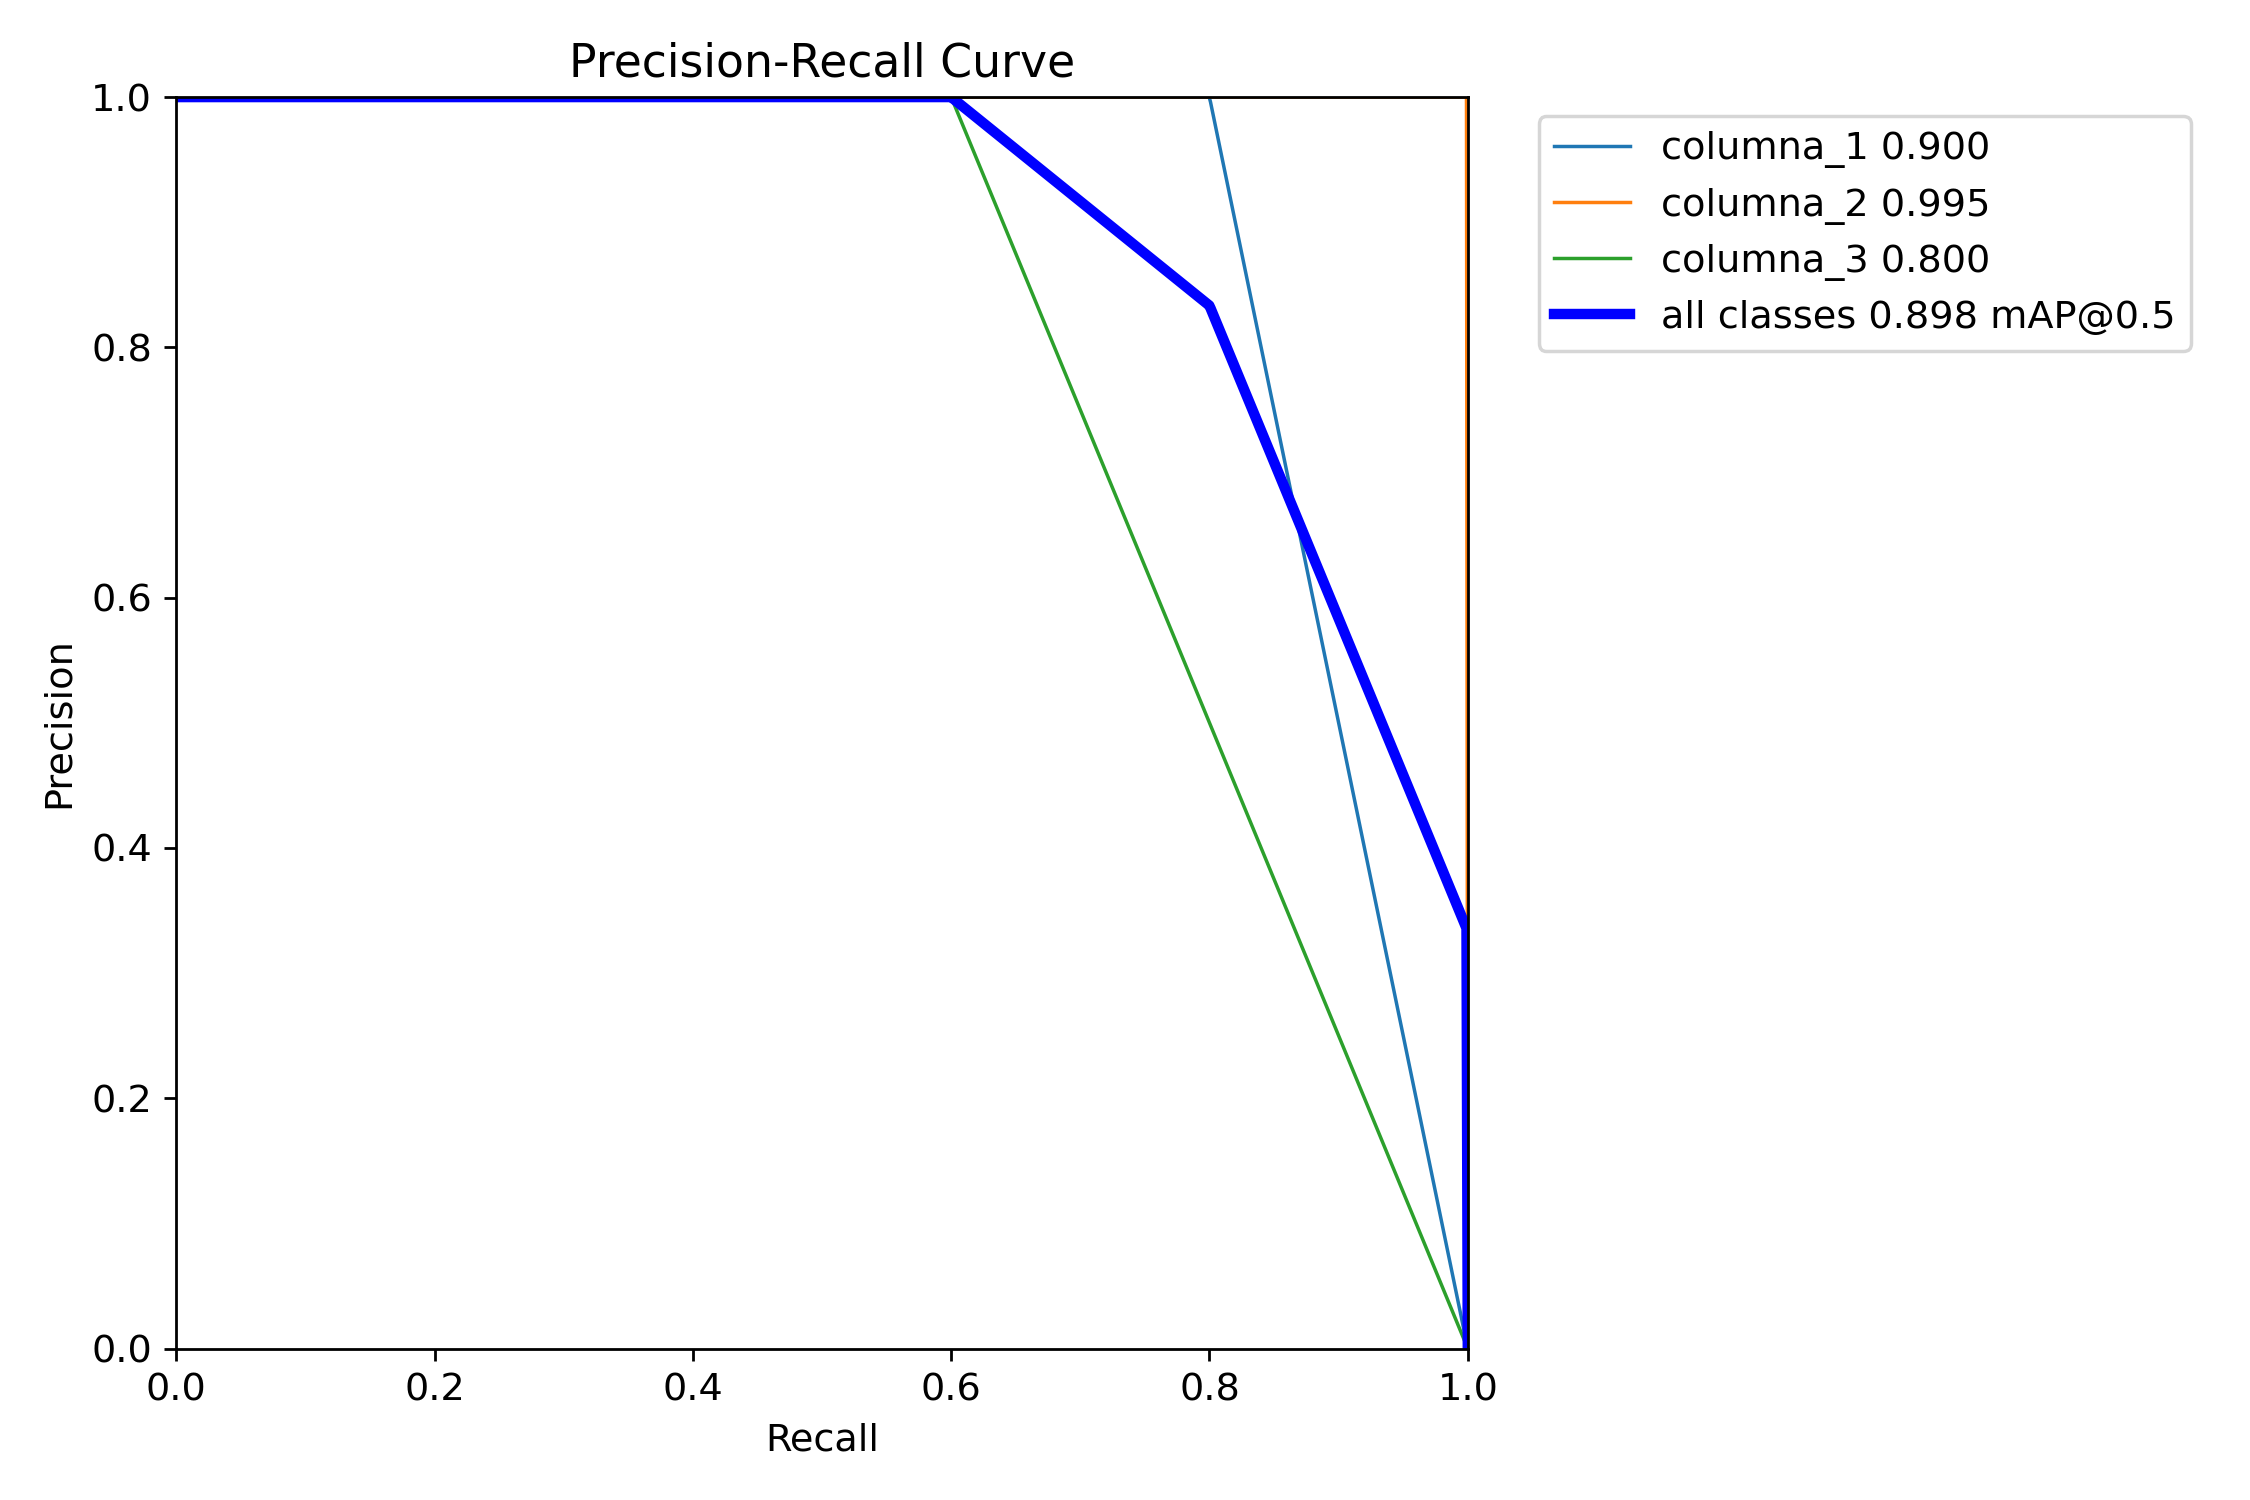 Precision-Recall Curve
1.0
0.8
0.6
0.4
0.2
0.0
Precision
0.0 0.2 0.4 0.6 0.8 1.0
Recall
columna_1 0.900
columna_2 0.995
columna_3 0.800
all classes 0.898 mAP@0.5